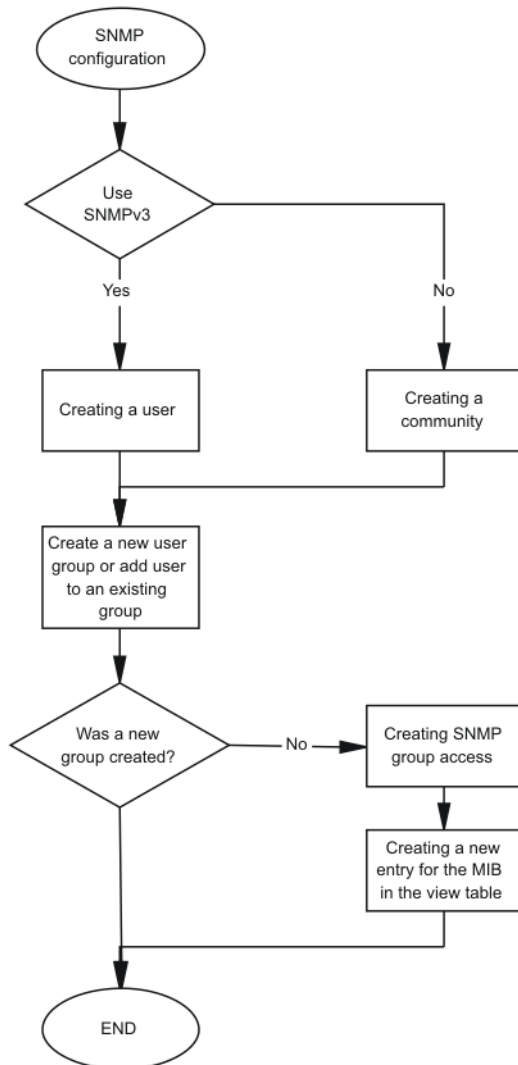 SNMP
configuration
Use
SNMPv3
Yes
No
Creating a user
Creating a
community
Create a new user
group or add user
to an existing
group
Was a new
group created?
No
Creating SNMP
group access
Creating a new
entry for the MIB
in the view table
END